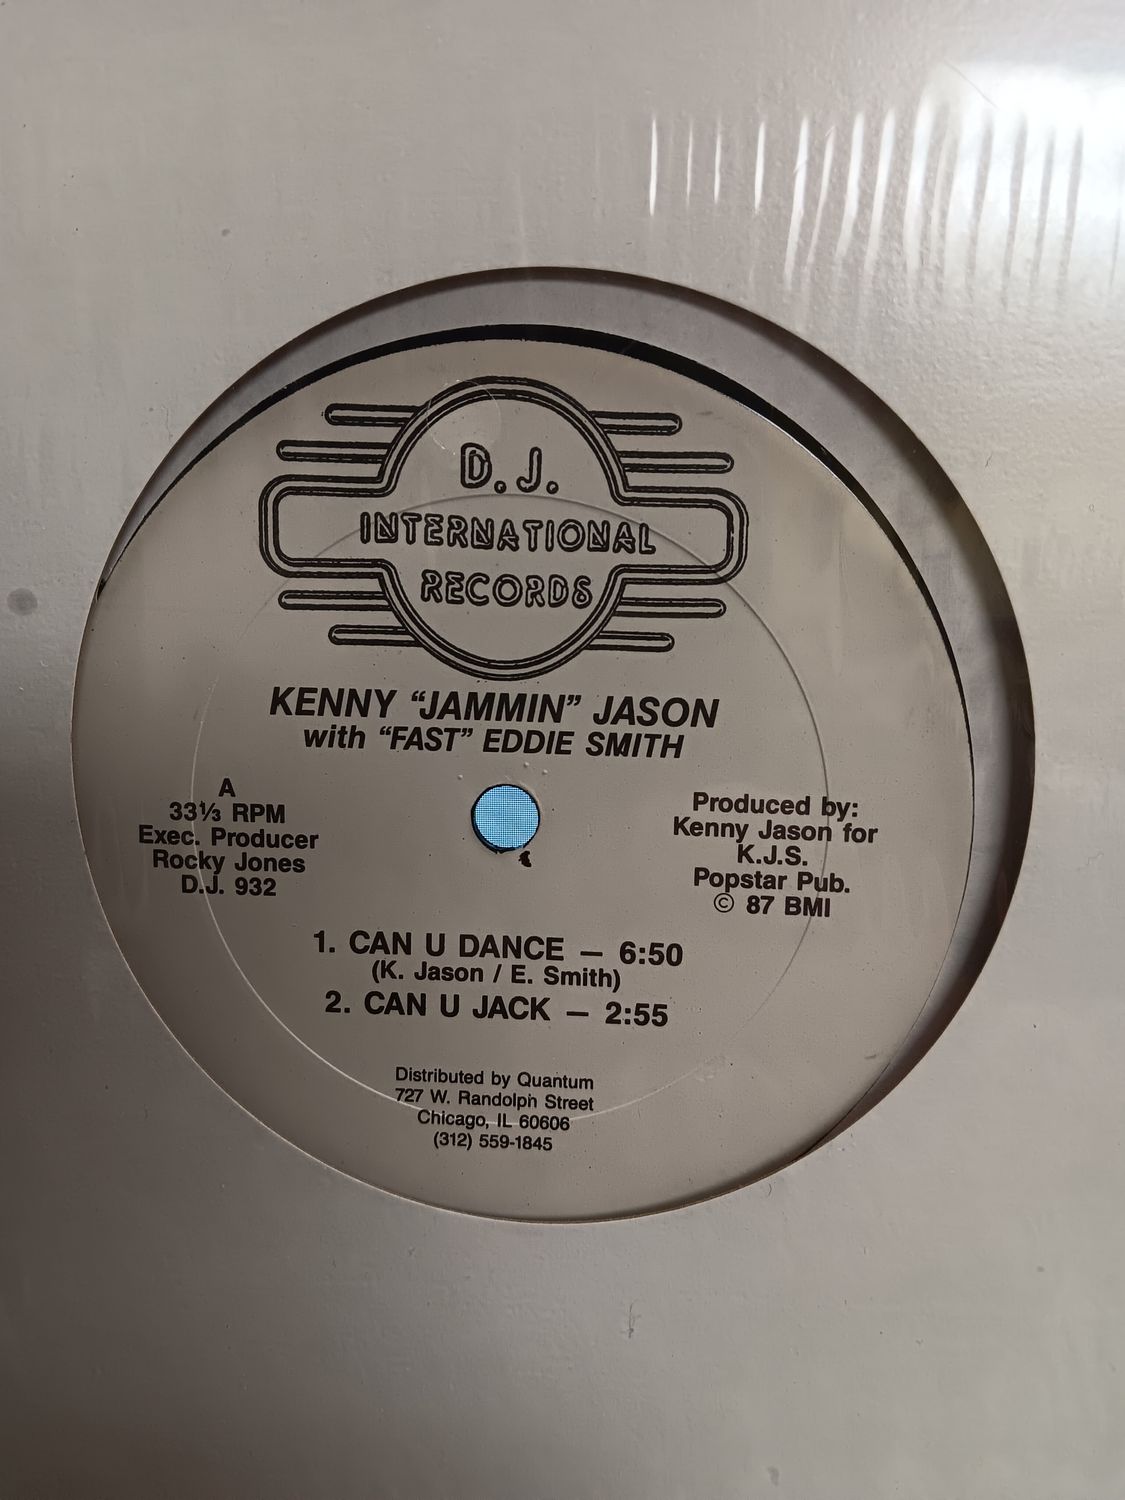 D.J.
INTERNATIONAL
RECORDS
KENNY “JAMMIN” JASON
with “FAST” EDDIE SMITH
A
33⅓ RPM
Exec. Producer
Rocky Jones
D.J. 932
Produced by:
Kenny Jason for
K.J.S.
Popstar Pub.
© 87 BMI
1. CAN U DANCE — 6:50
(K. Jason / E. Smith)
2. CAN U JACK — 2:55
Distributed by Quantum
727 W. Randolph Street
Chicago, IL 60606
(312) 559-1845